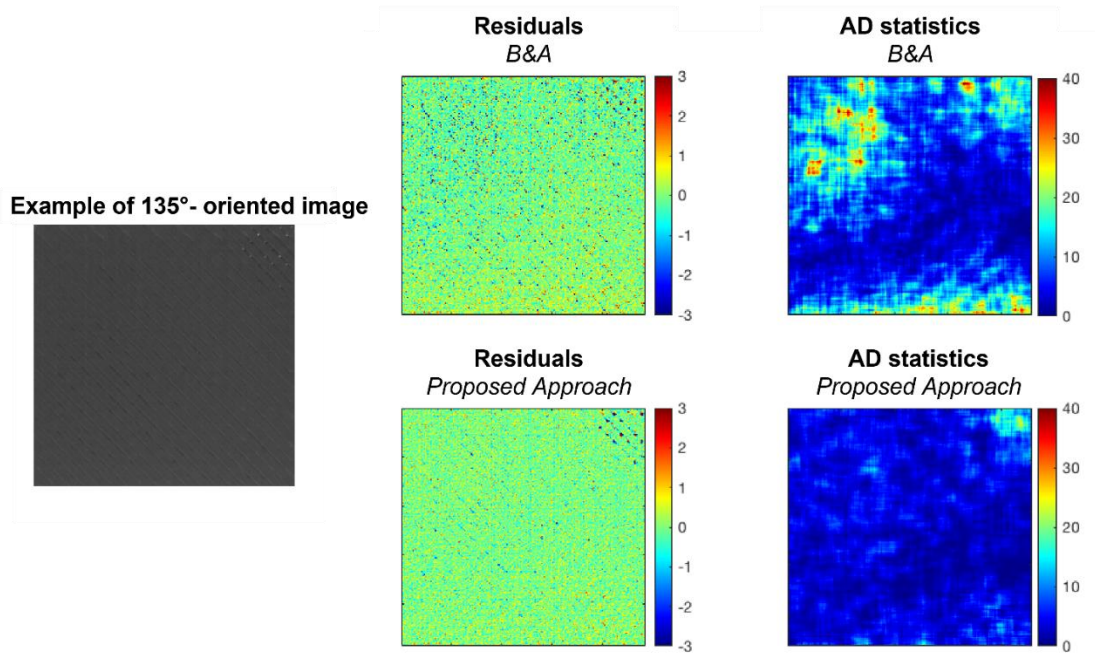 Example of 135°- oriented image
Residuals
B&A
3
2
1
0
-1
-2
-3
AD statistics
B&A
40
30
20
10
0
Residuals
Proposed Approach
3
2
1
0
-1
-2
-3
AD statistics
Proposed Approach
40
30
20
10
0